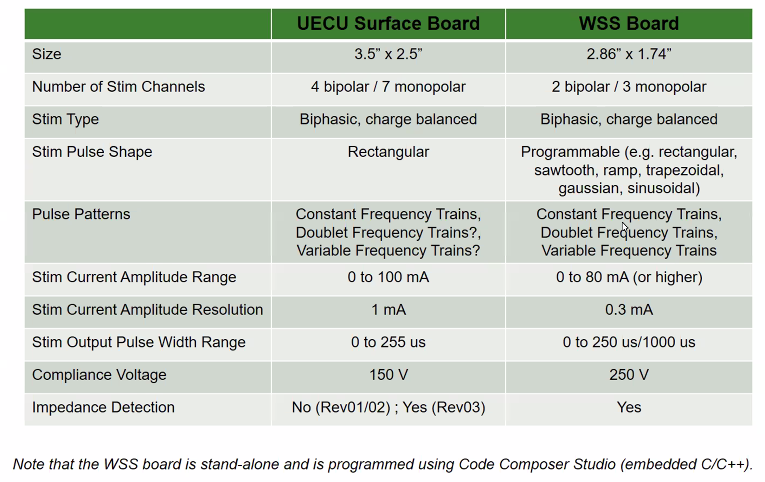 UECU Surface Board WSS Board
Size 3.5” x 2.5” 2.86” x 1.74”
Number of Stim Channels 4 bipolar / 7 monopolar 2 bipolar / 3 monopolar
Stim Type Biphasic, charge balanced Biphasic, charge balanced
Stim Pulse Shape Rectangular Programmable (e.g. rectangular,
sawtooth, ramp, trapezoidal,
gaussian, sinusoidal)
Pulse Patterns Constant Frequency Trains, Constant Frequency Trains,
Doublet Frequency Trains?, Doublet Frequency Trains,
Variable Frequency Trains? Variable Frequency Trains
Stim Current Amplitude Range 0 to 100 mA 0 to 80 mA (or higher)
Stim Current Amplitude Resolution 1 mA 0.3 mA
Stim Output Pulse Width Range 0 to 255 us 0 to 250 us/1000 us
Compliance Voltage 150 V 250 V
Impedance Detection No (Rev01/02) ; Yes (Rev03) Yes
Note that the WSS board is stand-alone and is programmed using Code Composer Studio (embedded C/C++).